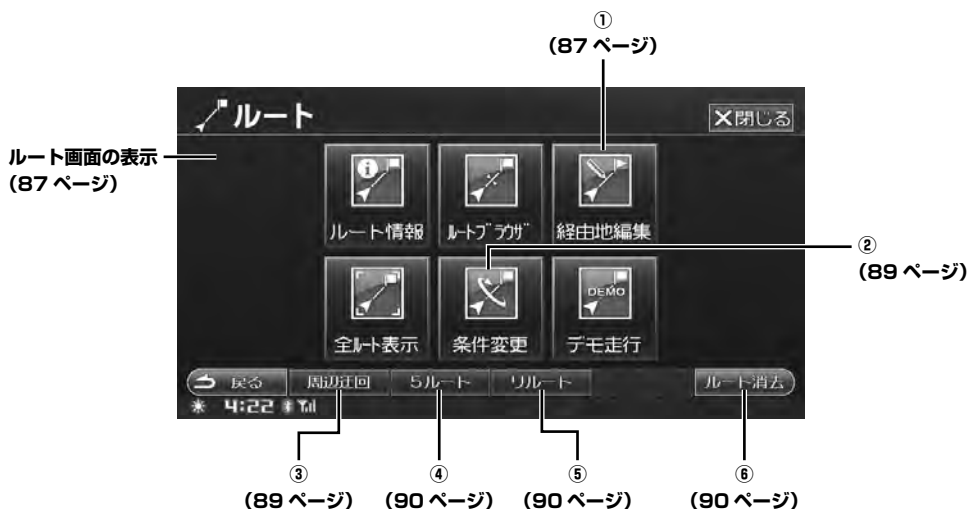 ①
(87 ページ)
ルート
×閉じる
ルート画面の表示
(87 ページ)
ルート情報
ルートブラウザ
経由地編集
②
(89 ページ)
DEMO
全ルート表示
条件変更
デモ走行
戻る
周辺迂回
5ルート
リルート
ルート消去
4:22
③
(89 ページ)
④
(90 ページ)
⑤
(90 ページ)
⑥
(90 ページ)